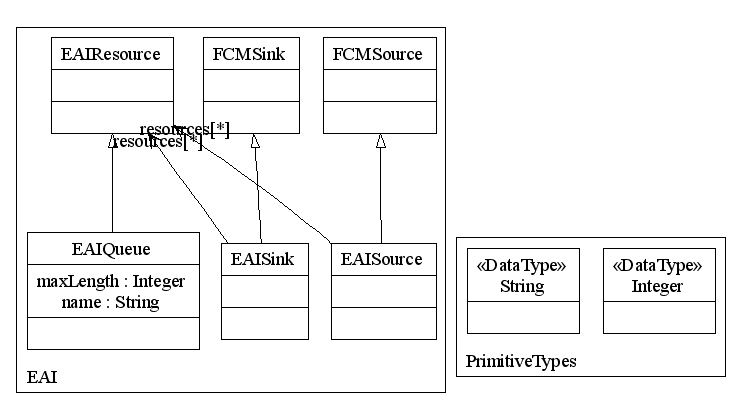 EAIResource
FCMSink
FCMSource
resources[*]
resources[*]
EAIQueue
maxLength : Integer
name : String
EAISink
EAISource
EAI
«DataType»
String
«DataType»
Integer
PrimitiveTypes